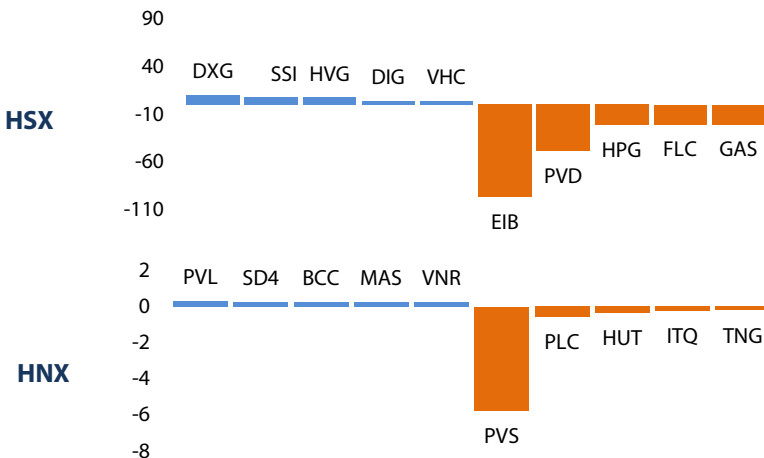 90
40
DXG SSI HVG DIG VHC
-10
HSX
-60
HPG FLC GAS
PVD
-110
EIB
2
PVL SD4 BCC MAS VNR
0
-2
PLC HUT ITQ TNG
HNX
-4
-6
PVS
-8